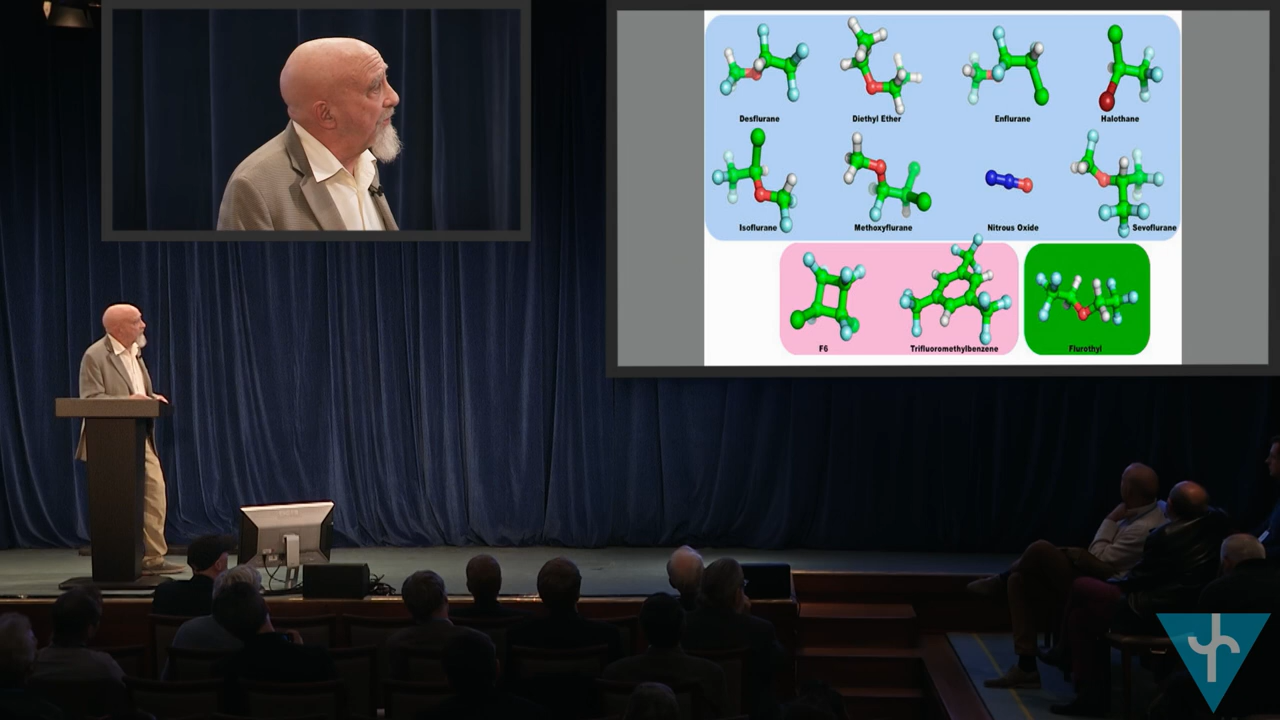 Desflurane
Diethyl Ether
Enflurane
Halothane
Isoflurane
Methoxyflurane
Nitrous Oxide
Sevoflurane
F6
Trifluoromethylbenzene
Flurothyl